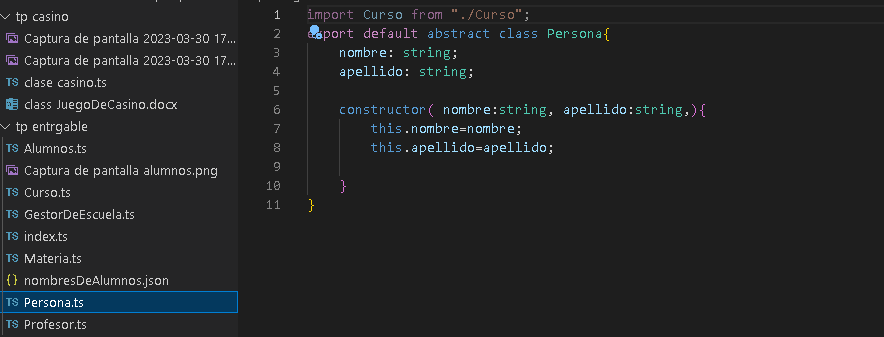 tp casino
Captura de pantalla 2023-03-30 17...
Captura de pantalla 2023-03-30 17...
TS clase casino.ts
class JuegoDeCasino.docx
tp entrgable
TS Alumnos.ts
Captura de pantalla alumnos.png
TS Curso.ts
TS GestorDeEscuela.ts
TS index.ts
TS Materia.ts
{} nombresDeAlumnos.json
TS Persona.ts
TS Profesor.ts
1 import Curso from "./Curso";
2 export default abstract class Persona{
3 nombre: string;
4 apellido: string;
5
6 constructor( nombre:string, apellido:string,){
7 this.nombre=nombre;
8 this.apellido=apellido;
9
10 }
11 }